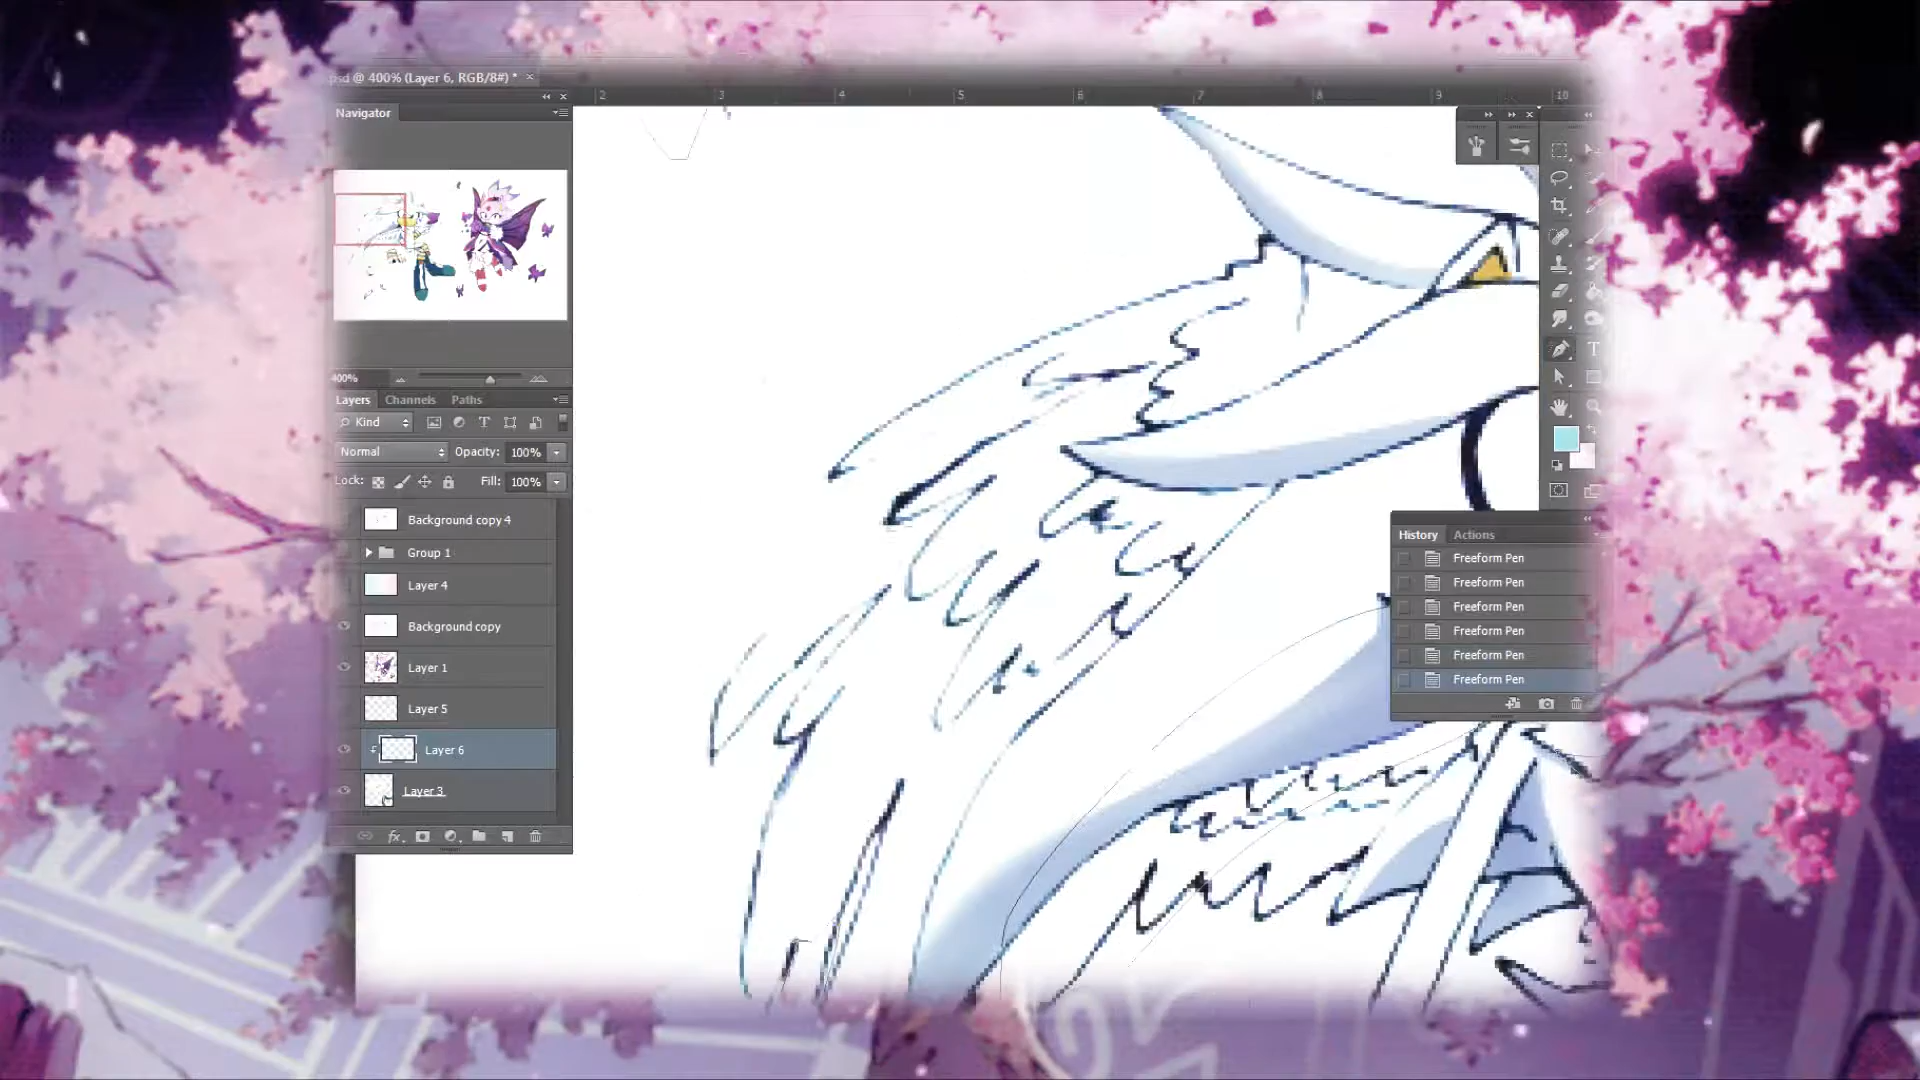 psd @ 400% (Layer 6, RGB/8#) *
2 3 4 5 6 7 8 9 10
Navigator
400%
Layers Channels Paths
Kind
Normal Opacity: 100%
Lock: Fill: 100%
Background copy 4
Group 1
Layer 4
Background copy
Layer 1
Layer 5
Layer 6
Layer 3
fx
T
T
History Actions
Freeform Pen
Freeform Pen
Freeform Pen
Freeform Pen
Freeform Pen
Freeform Pen